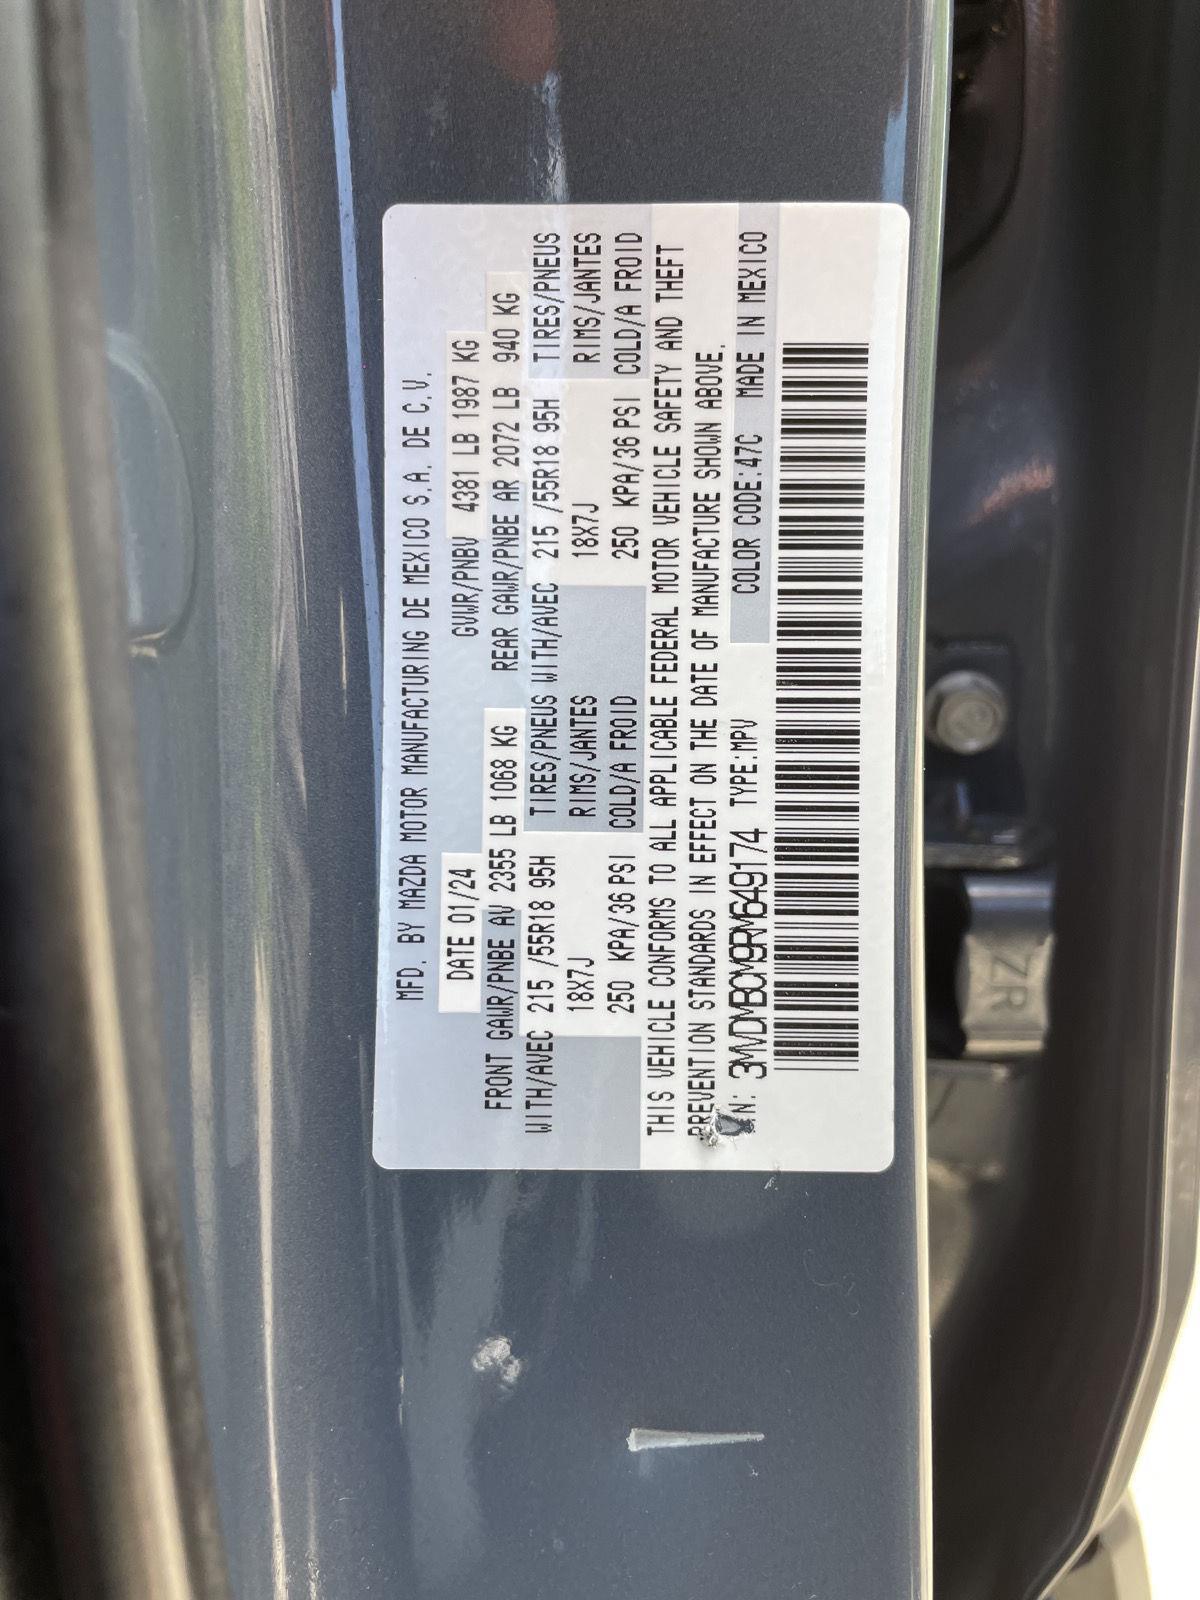 MFD. BY MAZDA MOTOR MANUFACTURING DE MEXICO S.A. DE C.V.
DATE 01/24 GVWR/PNBV 4381 LB 1987 KG
FRONT GAWR/PNBE AV 2355 LB 1068 KG REAR GAWR/PNBE AR 2072 LB 940 KG
WITH/AVEC 215 /55R18 95H TIRES/PNEUS WITH/AVEC 215 /55R18 95H TIRES/PNEUS
18X7J RIMS/JANTES 18X7J RIMS/JANTES
250 KPA/36 PSI COLD/A FROID 250 KPA/36 PSI COLD/A FROID
THIS VEHICLE CONFORMS TO ALL APPLICABLE FEDERAL MOTOR VEHICLE SAFETY AND THEFT
PREVENTION STANDARDS IN EFFECT ON THE DATE OF MANUFACTURE SHOWN ABOVE.
3MVDMBCM9RM649174 TYPE:MPV COLOR CODE:47C MADE IN MEXICO
ZR